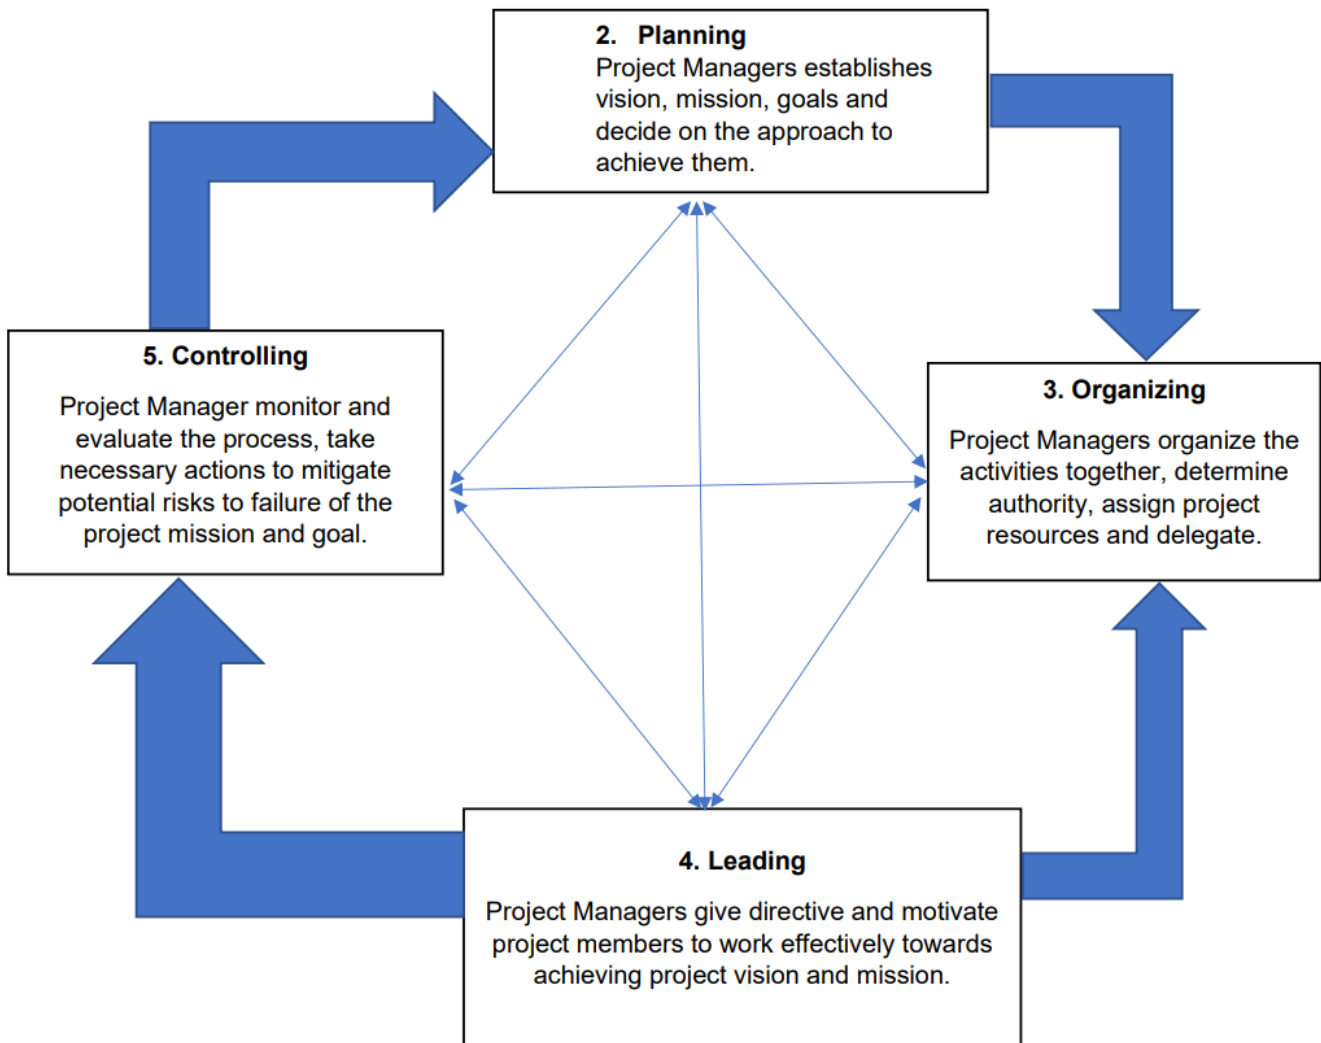 2. Planning
Project Managers establishes
vision, mission, goals and
decide on the approach to
achieve them.
5. Controlling
Project Manager monitor and
evaluate the process, take
necessary actions to mitigate
potential risks to failure of the
project mission and goal.
3. Organizing
Project Managers organize the
activities together, determine
authority, assign project
resources and delegate.
4. Leading
Project Managers give directive and motivate
project members to work effectively towards
achieving project vision and mission.